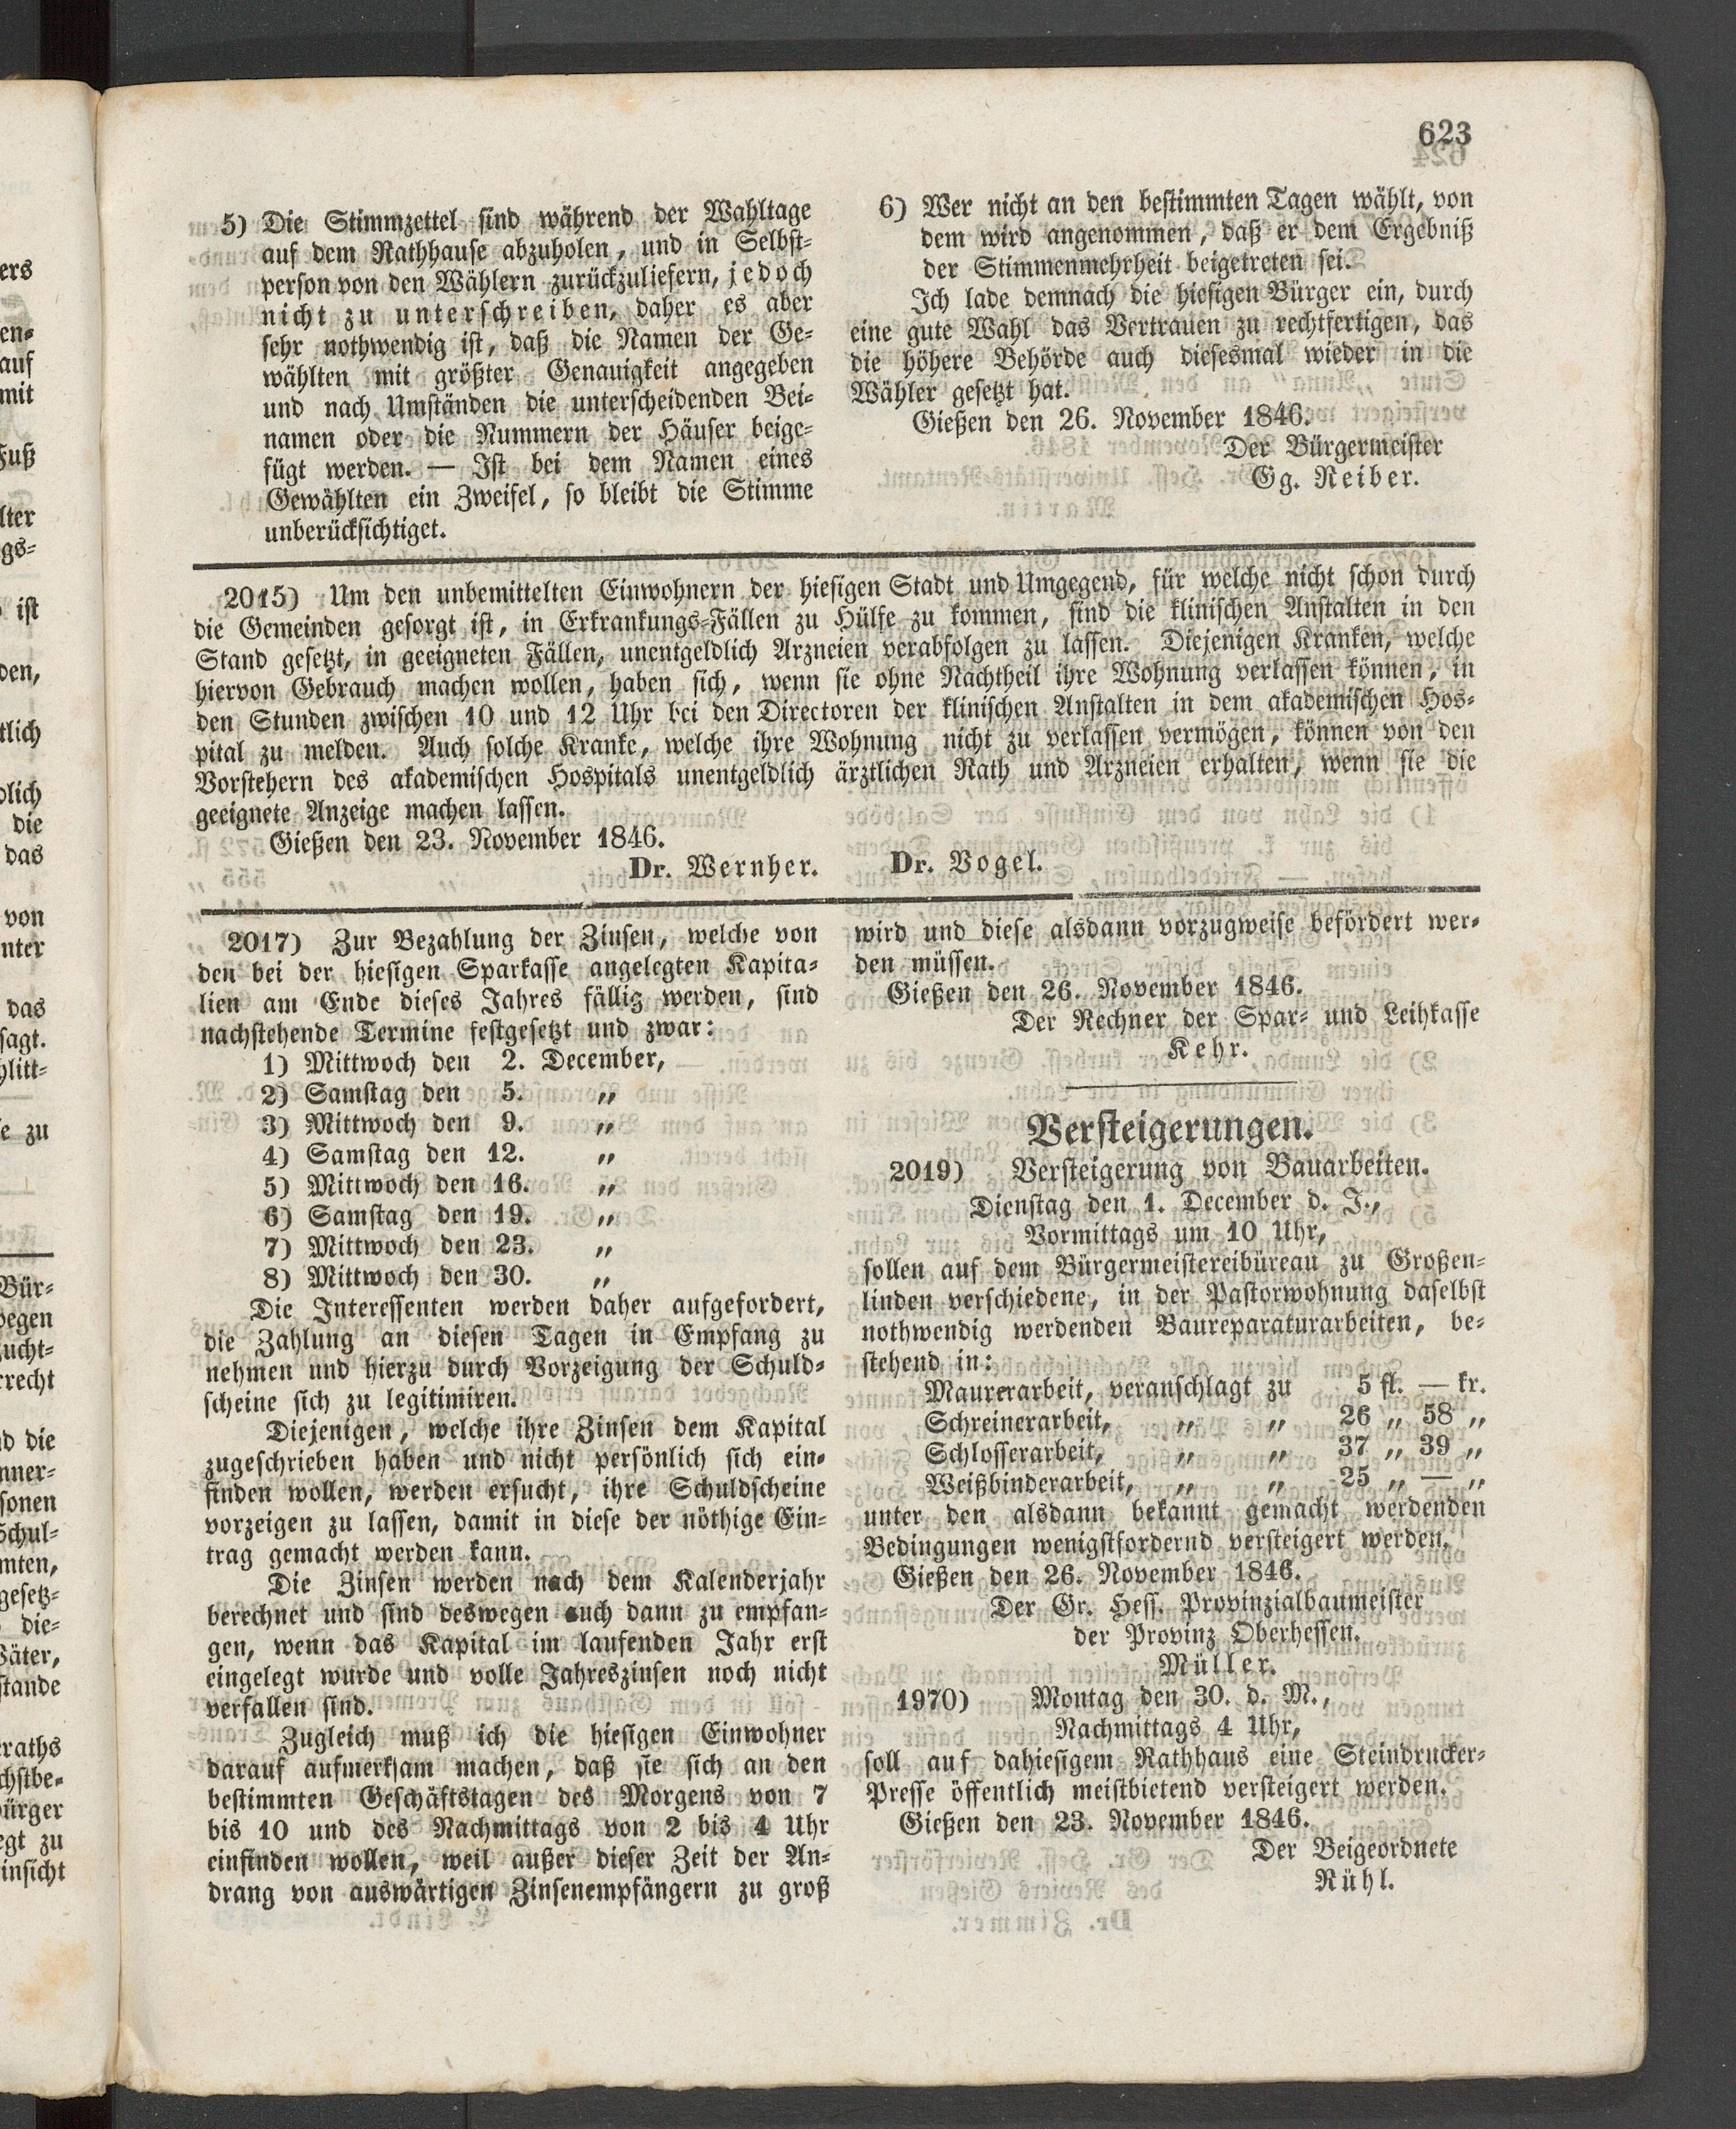 623
5) Die Stimmzettel sind während der Wahltage
auf dem Rathhause abzuholen, und in Selbst-
person von den Wählern zurückzuliefern, jedoch
nicht zu unterschreiben, daher es aber
sehr nothwendig ist, daß die Namen der Ge-
wählten mit größter Genauigkeit angegeben
und nach Umständen die unterscheidenden Bei-
namen oder die Nummern der Häuser beige-
fügt werden. — Ist bei dem Namen eines
Gewählten ein Zweifel, so bleibt die Stimme
unberücksichtiget.
6) Wer nicht an den bestimmten Tagen wählt, von
dem wird angenommen, daß er dem Ergebniß
der Stimmenmehrheit beigetreten sei.
Ich lade demnach die hiesigen Bürger ein, durch
eine gute Wahl das Vertrauen zu rechtfertigen, das
die höhere Behörde auch diesesmal wieder in die
Wähler gesetzt hat.
Gießen den 26. November 1846.
Der Bürgermeister
Gg. Reiber.
2015) Um den unbemittelten Einwohnern der hiesigen Stadt und Umgegend, für welche nicht schon durch
die Gemeinden gesorgt ist, in Erkrankungs-Fällen zu Hülfe zu kommen, sind die klinischen Anstalten in den
Stand gesetzt, in geeigneten Fällen, unentgeldlich Arzneien verabfolgen zu lassen. Diejenigen Kranken, welche
hiervon Gebrauch machen wollen, haben sich, wenn sie ohne Nachtheil ihre Wohnung verlassen können, in
den Stunden zwischen 10 und 12 Uhr bei den Directoren der klinischen Anstalten in dem akademischen Hos-
pital zu melden. Auch solche Kranke, welche ihre Wohnung nicht zu verlassen vermögen, können von den
Vorstehern des akademischen Hospitals unentgeldlich ärztlichen Rath und Arzneien erhalten, wenn sie die
geeignete Anzeige machen lassen.
Gießen den 23. November 1846.
Dr. Wernher. Dr. Vogel.
2017) Zur Bezahlung der Zinsen, welche von
den bei der hiesigen Sparkasse angelegten Kapita-
lien am Ende dieses Jahres fällig werden, sind
nachstehende Termine festgesetzt und zwar:
1) Mittwoch den 2. December,
2) Samstag den 5. „
3) Mittwoch den 9. „
4) Samstag den 12. „
5) Mittwoch den 16. „
6) Samstag den 19. „
7) Mittwoch den 23. „
8) Mittwoch den 30. „
Die Interessenten werden daher aufgefordert,
die Zahlung an diesen Tagen in Empfang zu
nehmen und hierzu durch Vorzeigung der Schuld-
scheine sich zu legitimiren.
Diejenigen, welche ihre Zinsen dem Kapital
zugeschrieben haben und nicht persönlich sich ein-
finden wollen, werden ersucht, ihre Schuldscheine
vorzeigen zu lassen, damit in diese der nöthige Ein-
trag gemacht werden kann.
Die Zinsen werden nach dem Kalenderjahr
berechnet und sind deswegen auch dann zu empfan-
gen, wenn das Kapital im laufenden Jahr erst
eingelegt wurde und volle Jahreszinsen noch nicht
verfallen sind.
Zugleich muß ich die hiesigen Einwohner
darauf aufmerksam machen, daß sie sich an den
bestimmten Geschäftstagen des Morgens von 7
bis 10 und des Nachmittags von 2 bis 4 Uhr
einfinden wollen, weil außer dieser Zeit der An-
drang von auswärtigen Zinsenempfängern zu groß
wird und diese alsdann vorzugweise befördert wer-
den müssen.
Gießen den 26. November 1846.
Der Rechner der Spar- und Leihkasse
Kehr.
Versteigerungen.
2019) Versteigerung von Bauarbeiten.
Dienstag den 1. December d. J.,
Vormittags um 10 Uhr,
sollen auf dem Bürgermeistereibüreau zu Großen-
linden verschiedene, in der Pastorwohnung daselbst
nothwendig werdenden Baureparaturarbeiten, be-
stehend in:
Maurerarbeit, veranschlagt zu 5 fl. — kr.
Schreinerarbeit, „ „ 26 „ 58 „
Schlosserarbeit, „ „ 37 „ 39 „
Weißbinderarbeit, „ „ 25 „ — „
unter den alsdann bekannt gemacht werdenden
Bedingungen wenigstfordernd versteigert werden.
Gießen den 26. November 1846.
Der Gr. Hess. Provinzialbaumeister
der Provinz Oberhessen.
Müller.
1970) Montag den 30. d. M.,
Nachmittags 4 Uhr,
soll auf dahiesigem Rathhaus eine Steindrucker-
Presse öffentlich meistbietend versteigert werden.
Gießen den 23. November 1846.
Der Beigeordnete
Rühl.